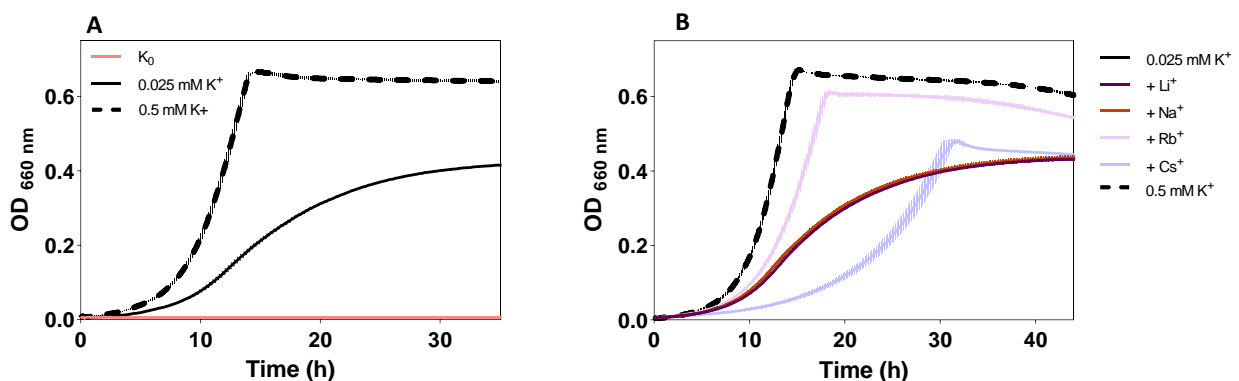 A
OD 660 nm
0.6
0.4
0.2
0.0
0
10
20
30
Time (h)
K₀
0.025 mM K⁺
0.5 mM K+
B
OD 660 nm
0.6
0.4
0.2
0.0
0
10
20
30
40
Time (h)
0.025 mM K⁺
+ Li⁺
+ Na⁺
+ Rb⁺
+ Cs⁺
0.5 mM K⁺